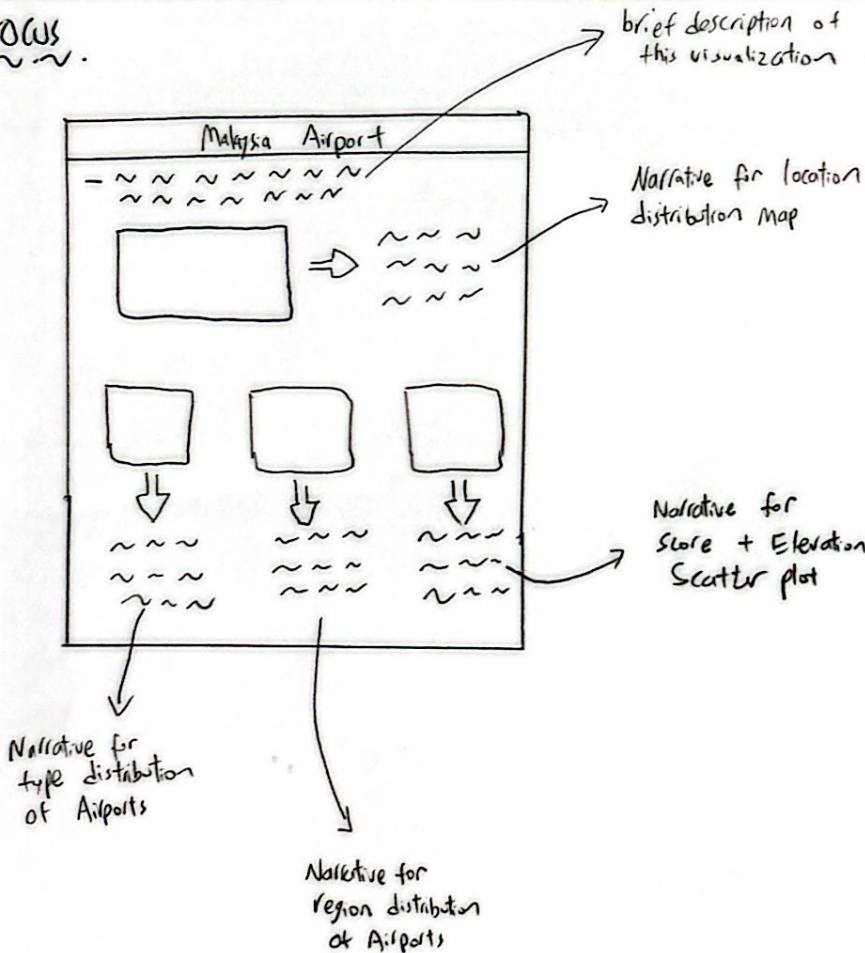 OCUS
Malaysia Airport
brief description of
this visualization
Narrative for location
distribution map
Narrative for
Score + Elevation
Scatter plot
Narrative for
type distribution
of Airports
Narrative for
region distribution
of Airports